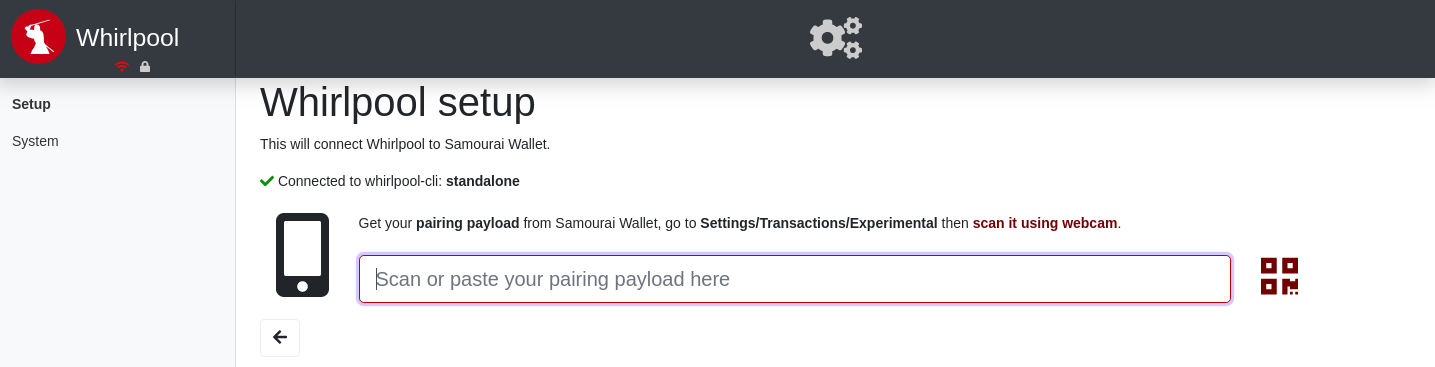 Whirlpool
Setup
System
Whirlpool setup
This will connect Whirlpool to Samourai Wallet.
Connected to whirlpool-cli: standalone
Get your pairing payload from Samourai Wallet, go to Settings/Transactions/Experimental then scan it using webcam.
Scan or paste your pairing payload here